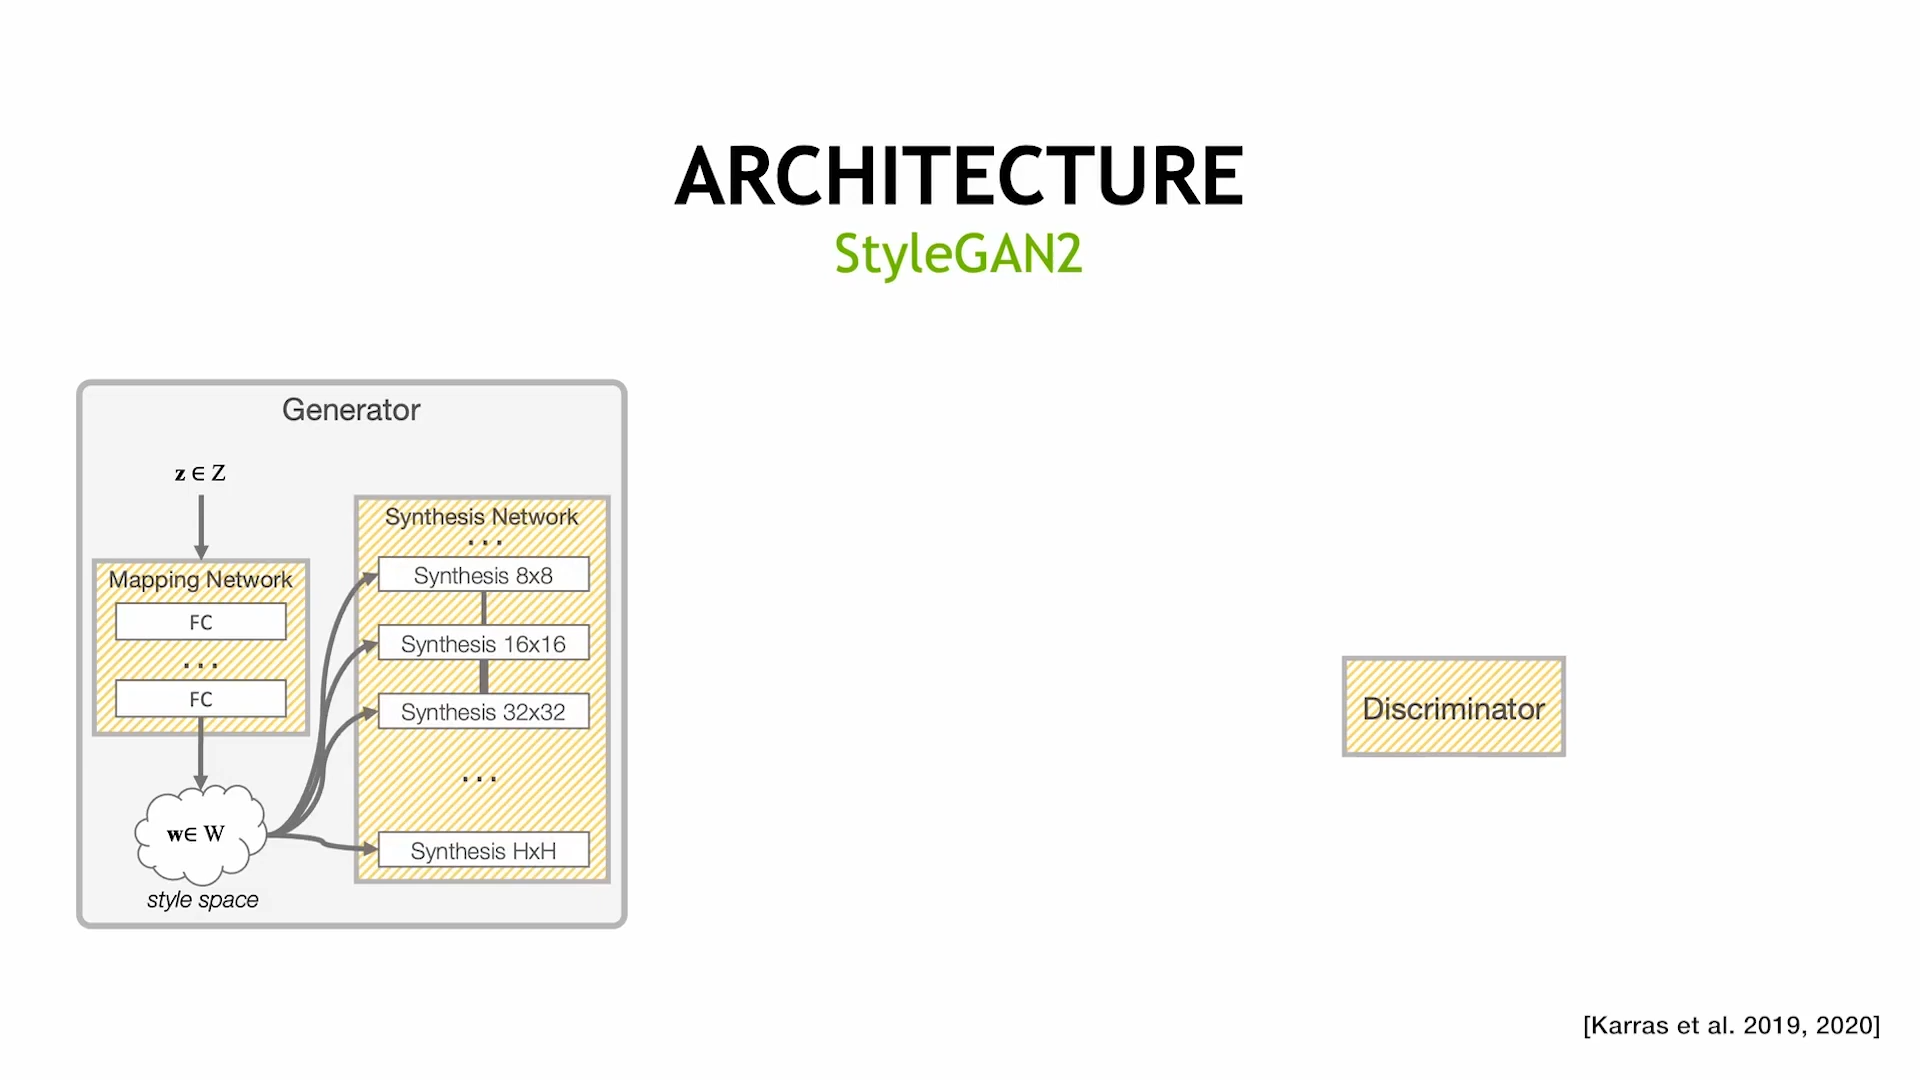 ARCHITECTURE
StyleGAN2
Generator
z ∈ Z
Mapping Network
FC
...
FC
w∈ W
style space
Synthesis Network
...
Synthesis 8x8
Synthesis 16x16
Synthesis 32x32
...
Synthesis HxH
Discriminator
[Karras et al. 2019, 2020]